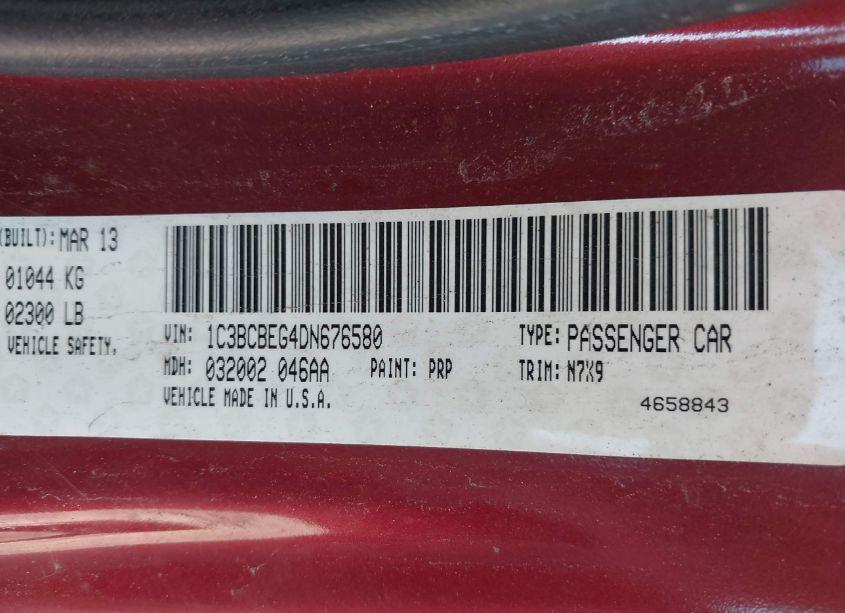 (BUILT): MAR 13
01044 KG
02300 LB
VEHICLE SAFETY.
VIN: 1C3BCBEG4DN676580 TYPE: PASSENGER CAR
MDH: 032002 046AA PAINT: PRP TRIM: N7X9
VEHICLE MADE IN U.S.A.
4658843